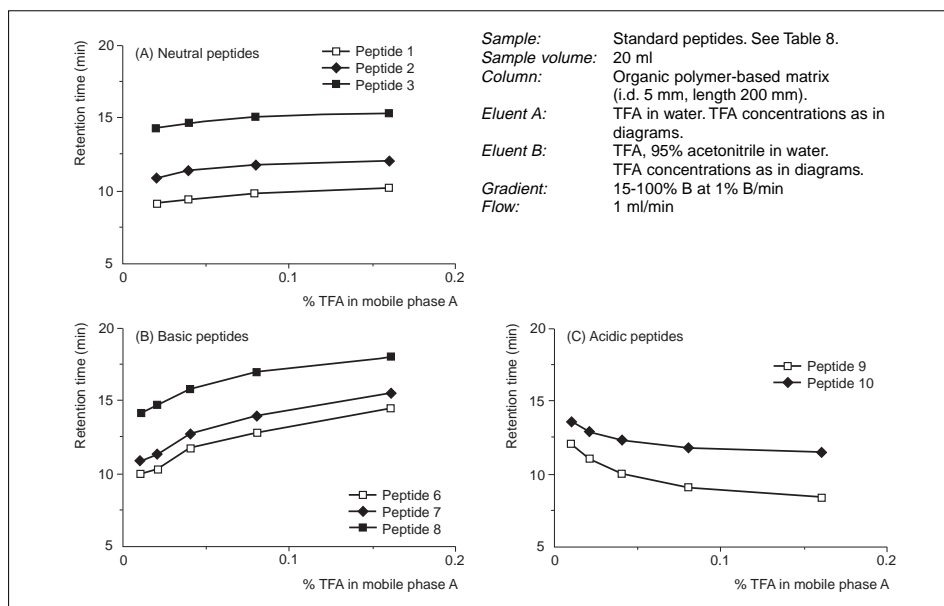 (A) Neutral peptides
Peptide 1
Peptide 2
Peptide 3
Retention time (min)
20
15
10
5
0
0.1
0.2
% TFA in mobile phase A
Sample: Standard peptides. See Table 8.
Sample volume: 20 ml
Column: Organic polymer-based matrix
(i.d. 5 mm, length 200 mm).
Eluent A: TFA in water. TFA concentrations as in
diagrams.
Eluent B: TFA, 95% acetonitrile in water.
TFA concentrations as in diagrams.
Gradient: 15-100% B at 1% B/min
Flow: 1 ml/min
(B) Basic peptides
Peptide 6
Peptide 7
Peptide 8
Retention time (min)
20
15
10
5
0
0.1
0.2
% TFA in mobile phase A
(C) Acidic peptides
Peptide 9
Peptide 10
Retention time (min)
20
15
10
5
0
0.1
0.2
% TFA in mobile phase A